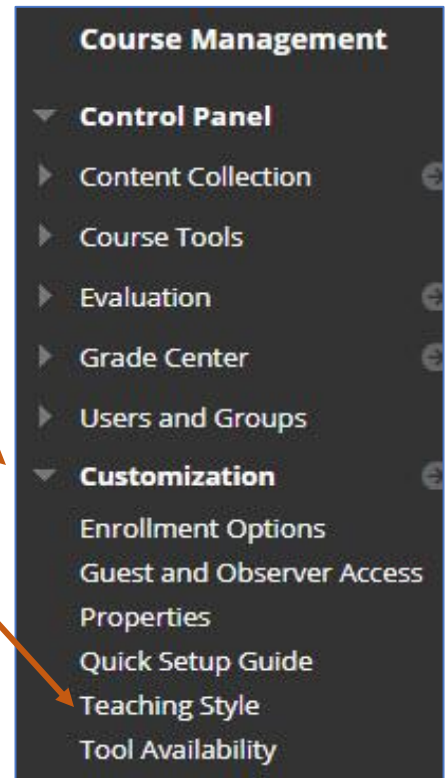 Course Management
Control Panel
Content Collection
Course Tools
Evaluation
Grade Center
Users and Groups
Customization
Enrollment Options
Guest and Observer Access
Properties
Quick Setup Guide
Teaching Style
Tool Availability